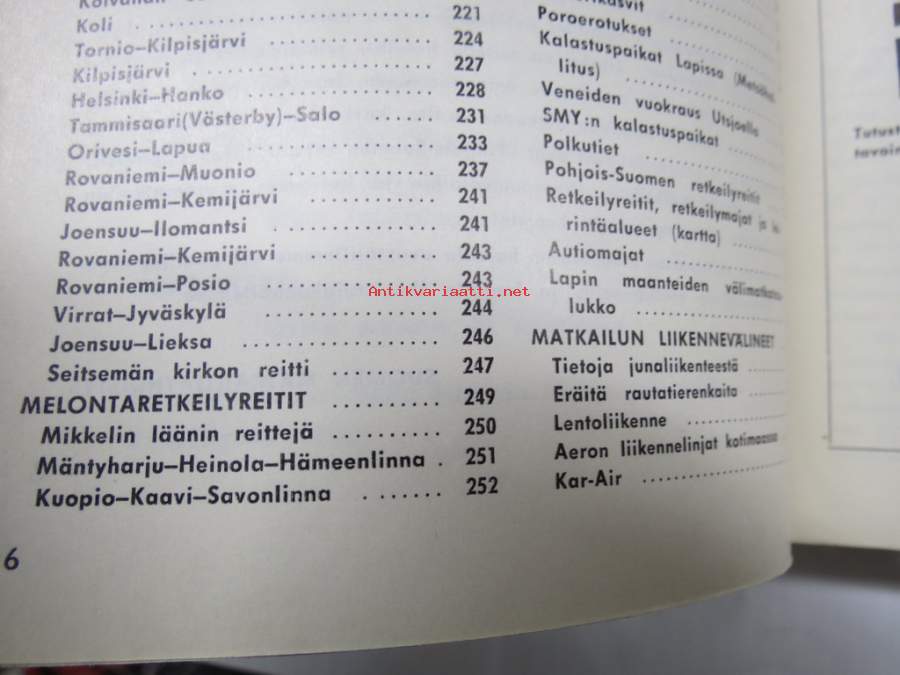 Koli . . . . . . . . . . . . . . . 221
Tornio–Kilpisjärvi . . . . . . . . . 224
Kilpisjärvi . . . . . . . . . . . . . 227
Helsinki–Hanko . . . . . . . . . . . 228
Tammisaari(Västerby)–Salo . . . . . . 231
Orivesi–Lapua . . . . . . . . . . . 233
Rovaniemi–Muonio . . . . . . . . . 237
Rovaniemi–Kemijärvi . . . . . . . . 241
Joensuu–Ilomantsi . . . . . . . . . 241
Rovaniemi–Kemijärvi . . . . . . . . 243
Rovaniemi–Posio . . . . . . . . . . 243
Virrat–Jyväskylä . . . . . . . . . . 244
Joensuu–Lieksa . . . . . . . . . . . 246
Seitsemän kirkon reitti . . . . . . . 247
MELONTARETKEILYREITIT . . . . . . . 249
Mikkelin läänin reittejä . . . . . . . 250
Mäntyharju–Heinola–Hämeenlinna . 251
Kuopio–Kaavi–Savonlinna . . . . . . 252
6
Poroerotukset
Kalastuspaikat Lapissa
litus)
Veneiden vuokraus Utsjoella
SMY:n kalastuspaikat
Polkutiet
Pohjois-Suomen retkeilyreitit
Retkeilyreitit, retkeilymajat ja
rintäalueet (kartta)
Autiomajat
Lapin maanteiden
lukko
MATKAILUN LIIKENNEVÄLINEET
Tietoja junaliikenteestä
Eräitä rautatierenkaita
Lentoliikenne
Aeron liikennelinjat kotimaassa
Kar-Air
Antikvariaatti.net